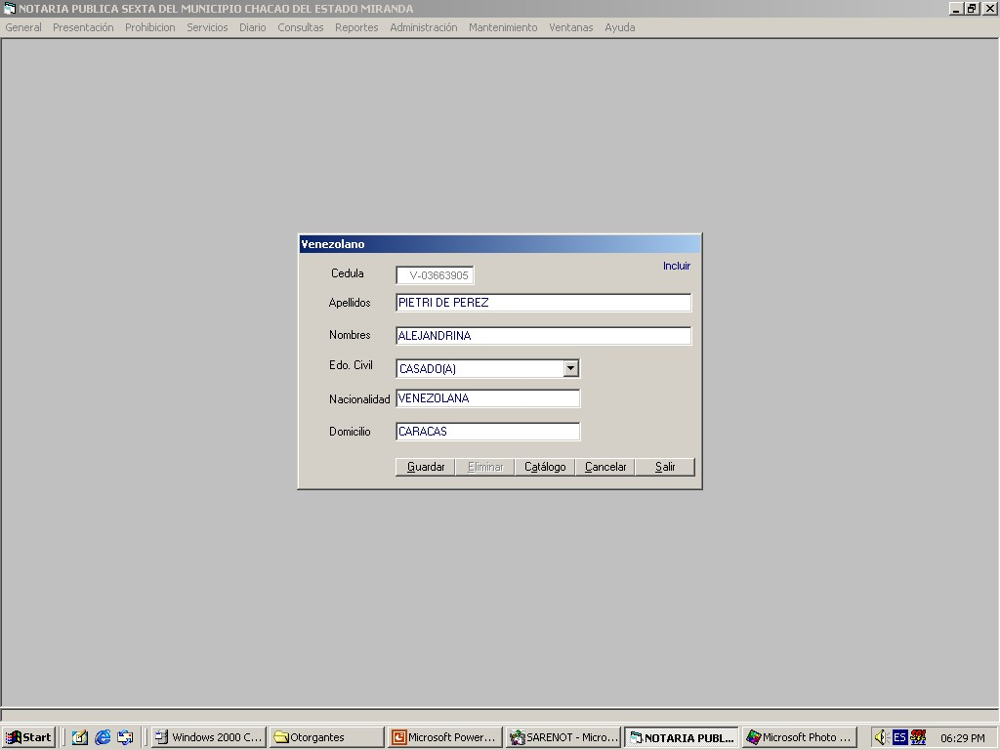 NOTARIA PUBLICA SEXTA DEL MUNICIPIO CHACAO DEL ESTADO MIRANDA
General Presentación Prohibicion Servicios Diario Consultas Reportes Administración Mantenimiento Ventanas Ayuda
Venezolano
Incluir
Cedula V-03663905
Apellidos PIETRI DE PEREZ
Nombres ALEJANDRINA
Edo. Civil CASADO(A)
Nacionalidad VENEZOLANA
Domicilio CARACAS
Guardar Eliminar Catálogo Cancelar Salir
Start Windows 2000 C... Otorgantes Microsoft Power... SARENOT - Micro... NOTARIA PUBL... Microsoft Photo ... ES 06:29 PM